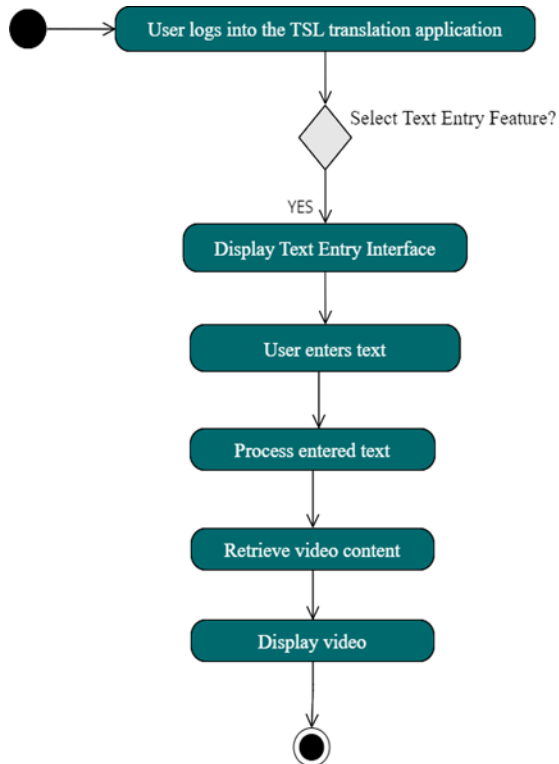 User logs into the TSL translation application
Select Text Entry Feature?
YES
Display Text Entry Interface
User enters text
Process entered text
Retrieve video content
Display video